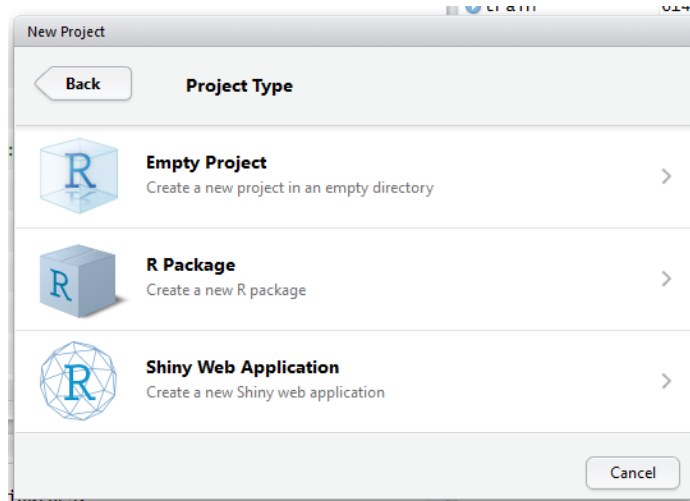 train
New Project
Back
Project Type
R
Empty Project
Create a new project in an empty directory
R
R Package
Create a new R package
R
Shiny Web Application
Create a new Shiny web application
Cancel